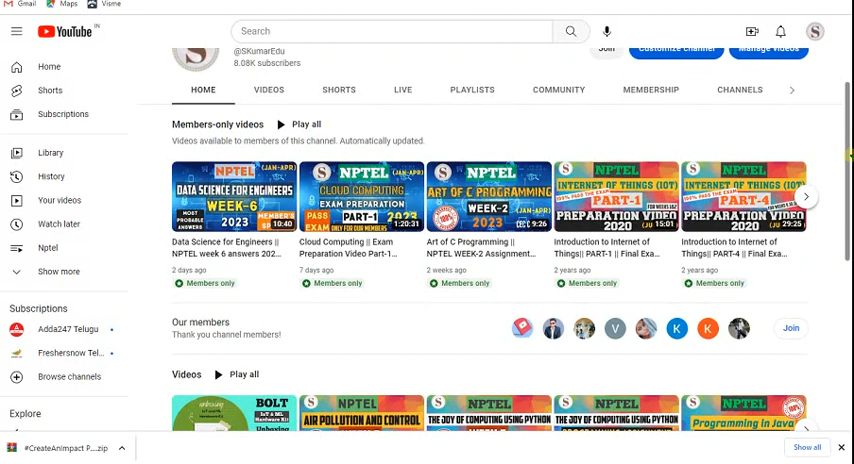 Gmail Maps Visme
YouTube IN
Search
Join Customize channel Manage videos
@SKumarEdu
8.08K subscribers
Home
Shorts
Subscriptions
Library
History
Your videos
Watch later
Nptel
Show more
Subscriptions
Adda247 Telugu
Freshersnow Tel...
Browse channels
Explore
HOME VIDEOS SHORTS LIVE PLAYLISTS COMMUNITY MEMBERSHIP CHANNELS
Members-only videos Play all
Videos available to members of this channel. Automatically updated.
NPTEL (JAN-APR)
DATA SCIENCE FOR ENGINEERS
WEEK-6
MOST PROBABLE ANSWERS 2023 MEMBER'S
10:40
Data Science for Engineers ||
NPTEL week 6 answers 202...
2 days ago
Members only
S NPTEL (JAN-APR)
CLOUD COMPUTING
EXAM PREPARATION
PASS EXAM PART-1 2023
ONLY FOR OUR MEMBERS
1:20:31
Cloud Computing || Exam
Preparation Video Part-1...
7 days ago
Members only
S NPTEL (JAN-APR)
ART OF C PROGRAMMING
WEEK-2
2023
9:26
Art of C Programming ||
NPTEL WEEK-2 Assignment...
2 weeks ago
Members only
S NPTEL
INTERNET OF THINGS (IOT)
PART-1
PREPARATION VIDEO
2020
15:01
Introduction to Internet of
Things|| PART-1 || Final Exa...
2 years ago
Members only
S NPTEL
INTERNET OF THINGS (IOT)
PART-4
PREPARATION VIDEO
2020
29:25
Introduction to Internet of
Things|| PART-4 || Final Exa...
2 years ago
Members only
Our members
Thank you channel members!
V K K
Join
Videos Play all
unboxing BOLT
IoT & ML
Hardware Kit
Unboxing
S NPTEL
AIR POLLUTION AND CONTROL
S NPTEL
THE JOY OF COMPUTING USING PYTHON
S NPTEL
THE JOY OF COMPUTING USING PYTHON
NPTEL
Programming in Java
#CreateAnImpact P....zip
Show all